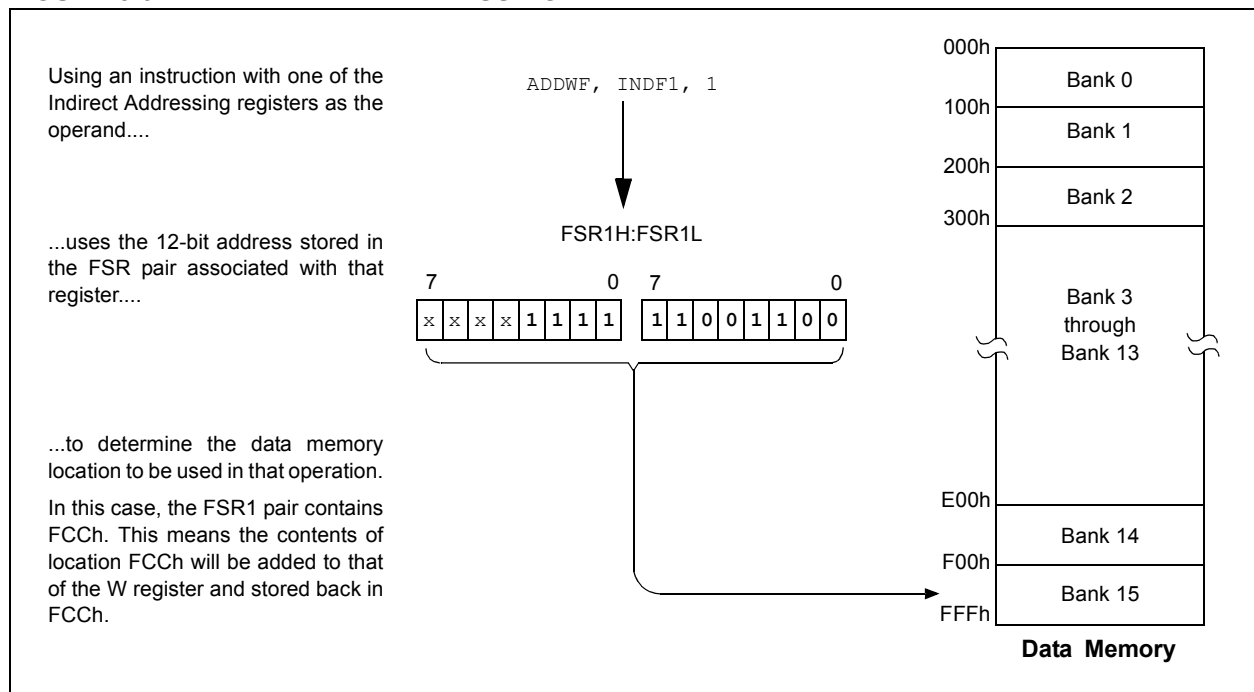 Using an instruction with one of the
Indirect Addressing registers as the
operand....
ADDWF, INDF1, 1
...uses the 12-bit address stored in
the FSR pair associated with that
register....
FSR1H:FSR1L
7 0 7 0
x x x x 1 1 1 1 1 1 0 0 1 1 0 0
...to determine the data memory
location to be used in that operation.
In this case, the FSR1 pair contains
FCCh. This means the contents of
location FCCh will be added to that
of the W register and stored back in
FCCh.
000h
Bank 0
100h
Bank 1
200h
Bank 2
300h
Bank 3
through
Bank 13
E00h
Bank 14
F00h
Bank 15
FFFh
Data Memory